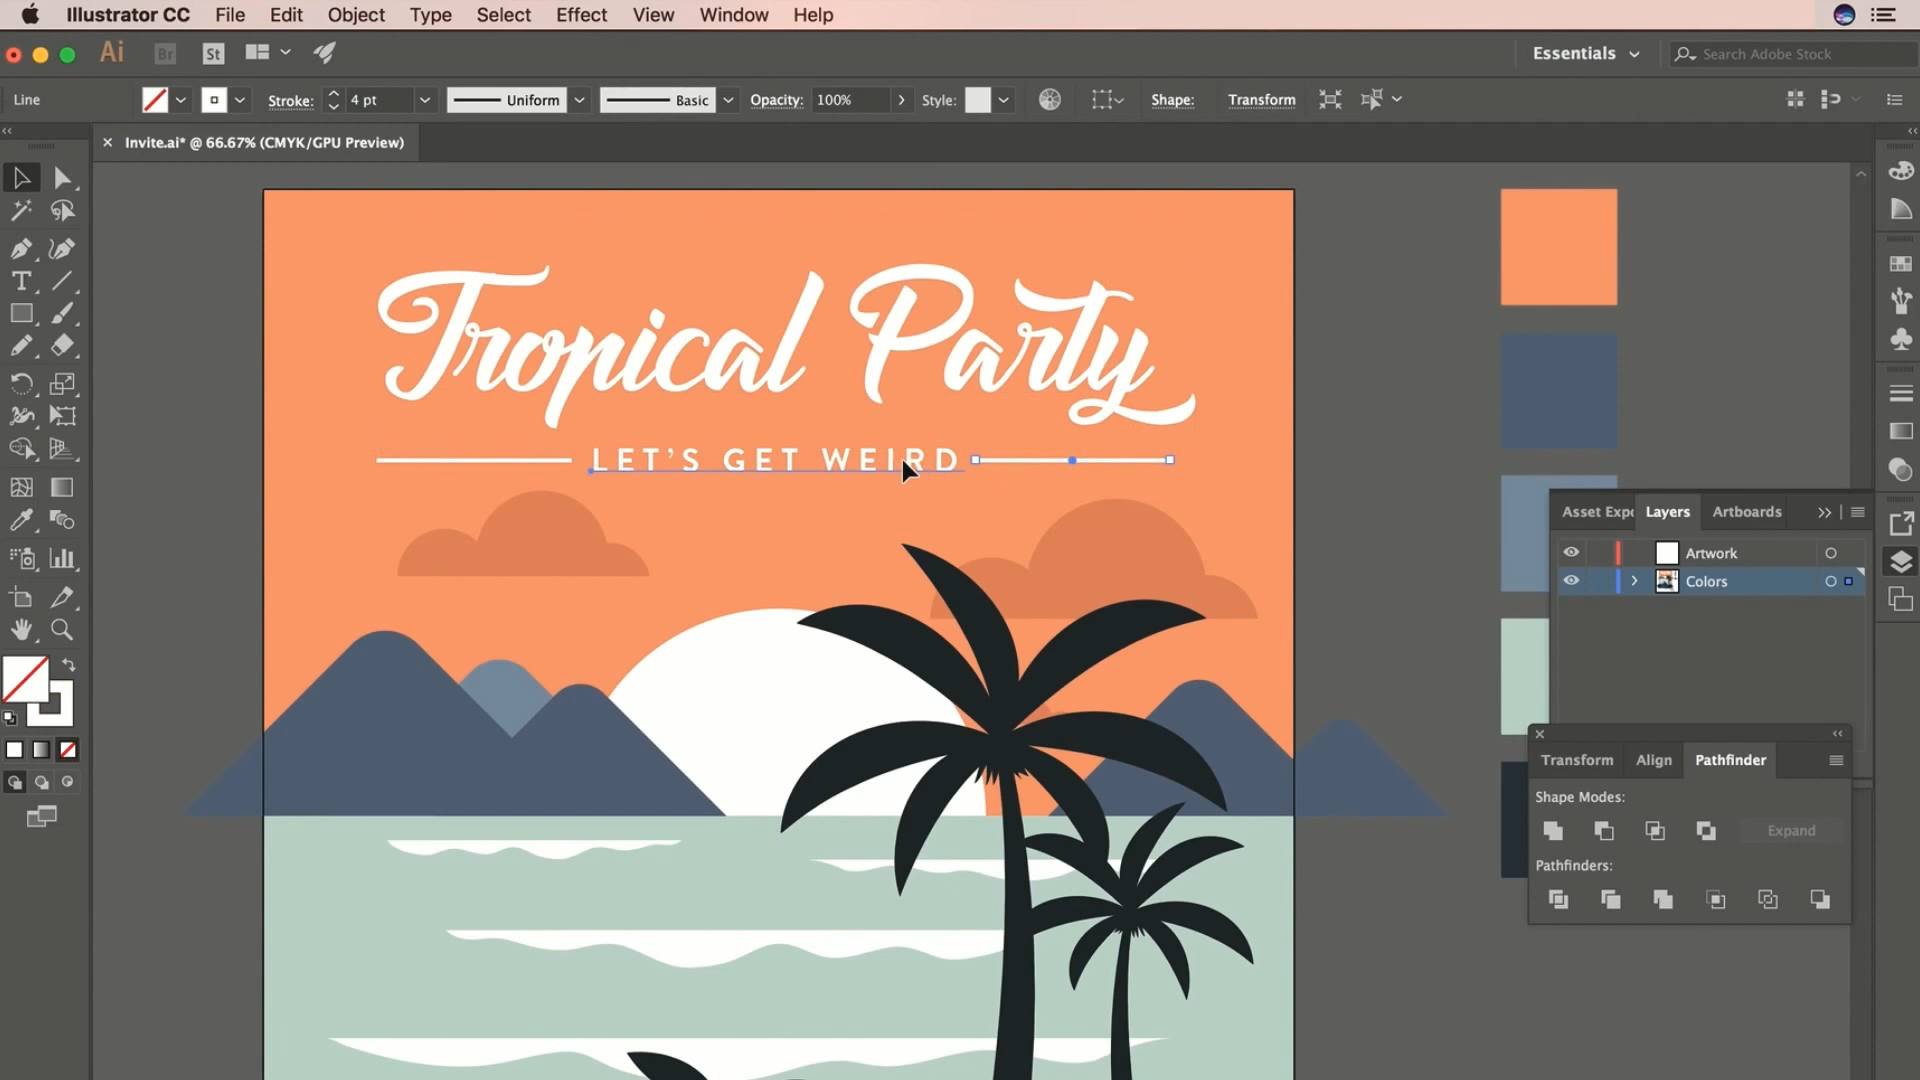 Illustrator CC File Edit Object Type Select Effect View Window Help
Ai Br St Essentials Search Adobe Stock
Line Stroke: 4 pt Uniform Basic Opacity: 100% Style: Shape: Transform
Invite.ai* @ 66.67% (CMYK/GPU Preview)
Tropical Party
LET'S GET WEIRD
Asset Expo Layers Artboards
Artwork
Colors
Transform Align Pathfinder
Shape Modes:
Expand
Pathfinders: